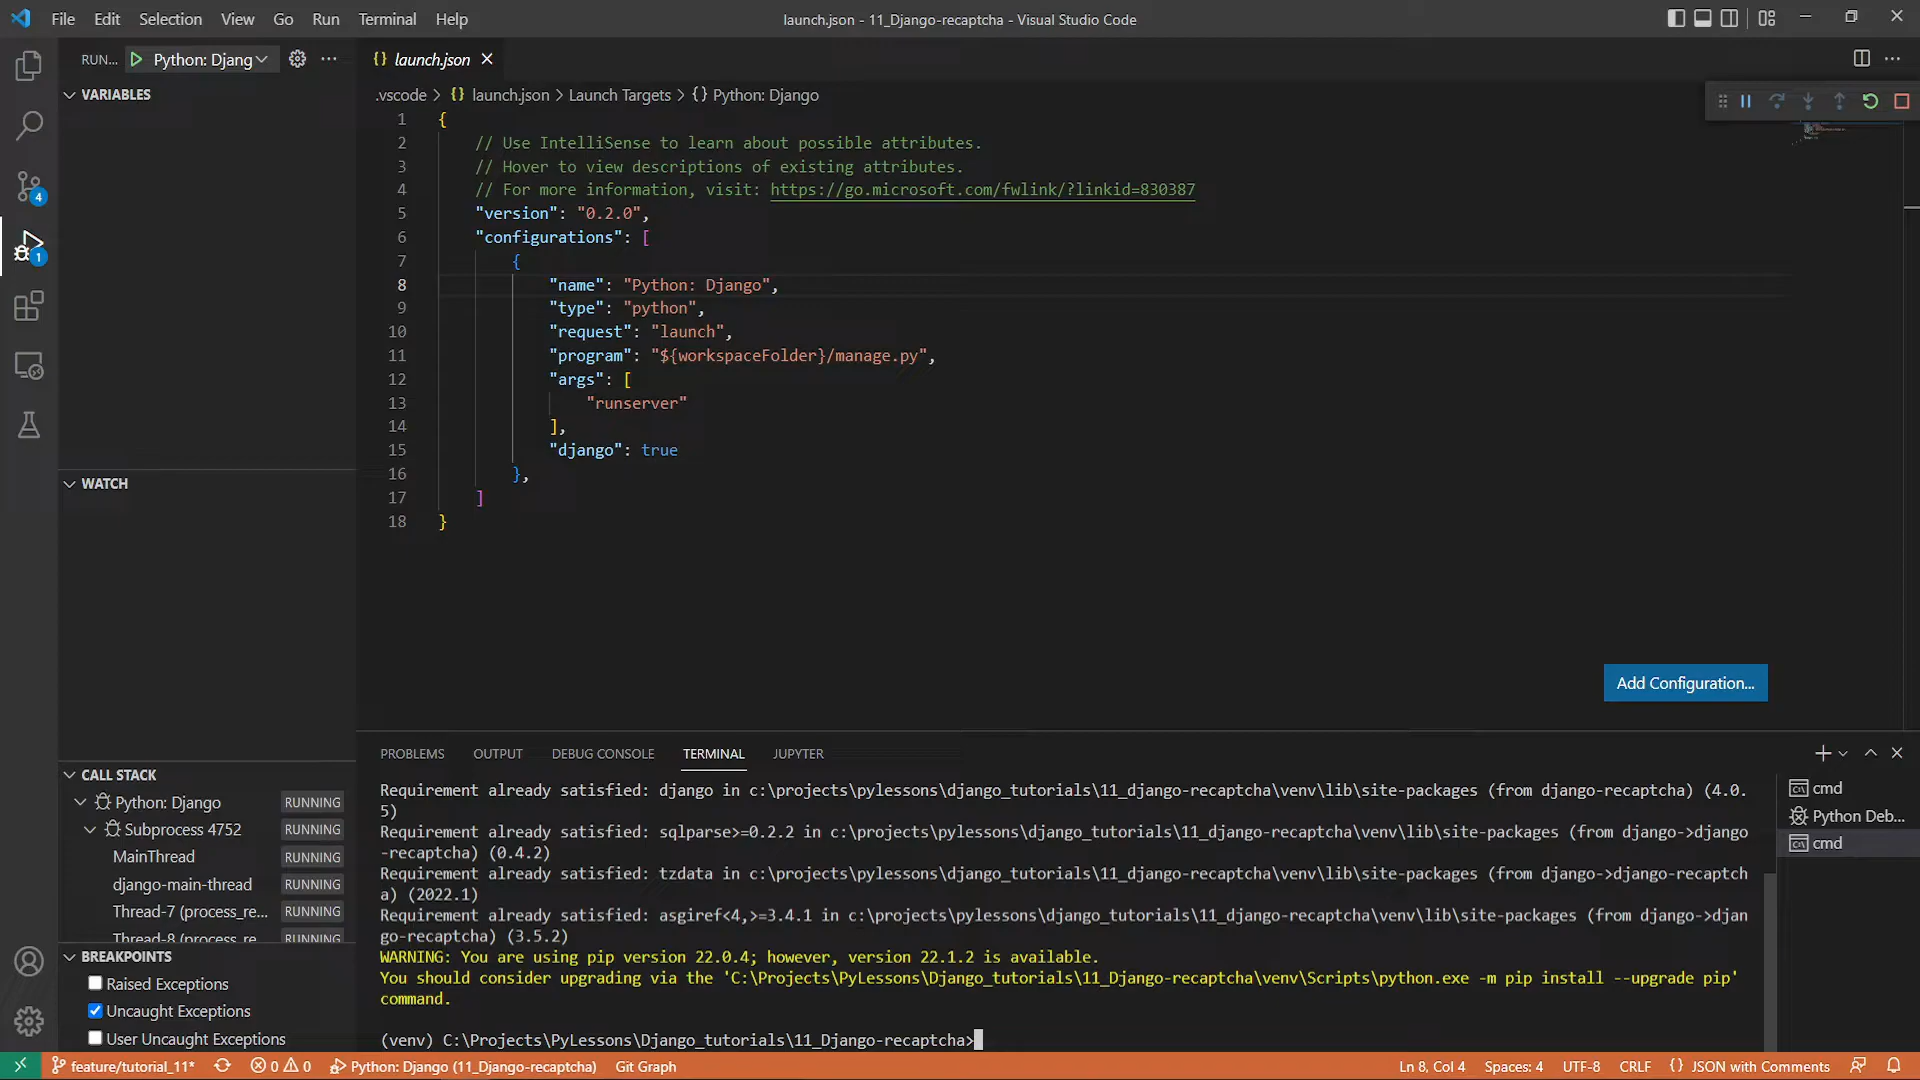 File Edit Selection View Go Run Terminal Help
launch.json - 11_Django-recaptcha - Visual Studio Code
RUN... Python: Djang
launch.json
.vscode > {} launch.json > Launch Targets > {} Python: Django
VARIABLES
1 {
2 // Use IntelliSense to learn about possible attributes.
3 // Hover to view descriptions of existing attributes.
4 // For more information, visit: https://go.microsoft.com/fwlink/?linkid=830387
5 "version": "0.2.0",
6 "configurations": [
7 {
8 "name": "Python: Django",
9 "type": "python",
10 "request": "launch",
11 "program": "${workspaceFolder}/manage.py",
12 "args": [
13 "runserver"
14 ],
15 "django": true
16 },
17 ]
18 }
4
1
WATCH
Add Configuration...
CALL STACK
Python: Django RUNNING
Subprocess 4752 RUNNING
MainThread RUNNING
django-main-thread RUNNING
Thread-7 (process_re... RUNNING
Thread-8 (process_re RUNNING
BREAKPOINTS
Raised Exceptions
Uncaught Exceptions
User Uncaught Exceptions
PROBLEMS OUTPUT DEBUG CONSOLE TERMINAL JUPYTER
Requirement already satisfied: django in c:\projects\pylessons\django_tutorials\11_django-recaptcha\venv\lib\site-packages (from django-recaptcha) (4.0.
5)
Requirement already satisfied: sqlparse>=0.2.2 in c:\projects\pylessons\django_tutorials\11_django-recaptcha\venv\lib\site-packages (from django->django
-recaptcha) (0.4.2)
Requirement already satisfied: tzdata in c:\projects\pylessons\django_tutorials\11_django-recaptcha\venv\lib\site-packages (from django->django-recaptch
a) (2022.1)
Requirement already satisfied: asgiref<4,>=3.4.1 in c:\projects\pylessons\django_tutorials\11_django-recaptcha\venv\lib\site-packages (from django->djan
go-recaptcha) (3.5.2)
WARNING: You are using pip version 22.0.4; however, version 22.1.2 is available.
You should consider upgrading via the 'C:\Projects\PyLessons\Django_tutorials\11_Django-recaptcha\venv\Scripts\python.exe -m pip install --upgrade pip'
command.
(venv) C:\Projects\PyLessons\Django_tutorials\11_Django-recaptcha>
cmd
Python Deb...
cmd
feature/tutorial_11* 0 0 Python: Django (11_Django-recaptcha) Git Graph
Ln 8, Col 4 Spaces: 4 UTF-8 CRLF {} JSON with Comments